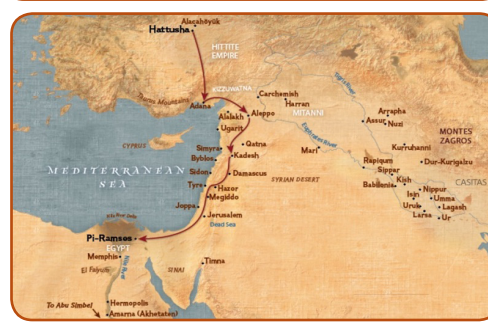 Alacahöyük
Hattusha
HITTITE
EMPIRE
KIZZUWATNA
Taurus Mountains
Adana
Carchemish
Harran
Alalakh
Aleppo
MITANNI
Tigris River
Euphrates River
Ugarit
Arrapha
Assur
Nuzi
MONTES
ZAGROS
CYPRUS
Simyra
Qatna
Kadesh
Byblos
Mari
Kurruhanni
MEDITERRANEAN
SEA
Sidon
Damascus
SYRIAN DESERT
Rapiqum
Dur-Kurigalzu
Sippar
Tyre
Hazor
Megiddo
Kish
CASITAS
Nippur
Isin
Umma
Joppa
Jerusalem
Uruk
Lagash
Larsa
Ur
Dead Sea
Pi-Ramses
EGYPT
Memphis
El Faiyum
SINAI
Timna
To Abu Simbel
Hermopolis
Amarna (Akhetaten)